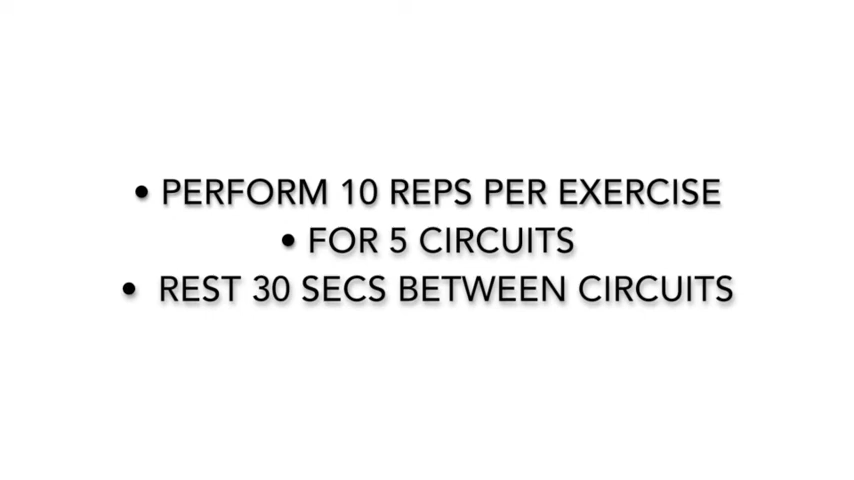 • PERFORM 10 REPS PER EXERCISE
• FOR 5 CIRCUITS
• REST 30 SECS BETWEEN CIRCUITS